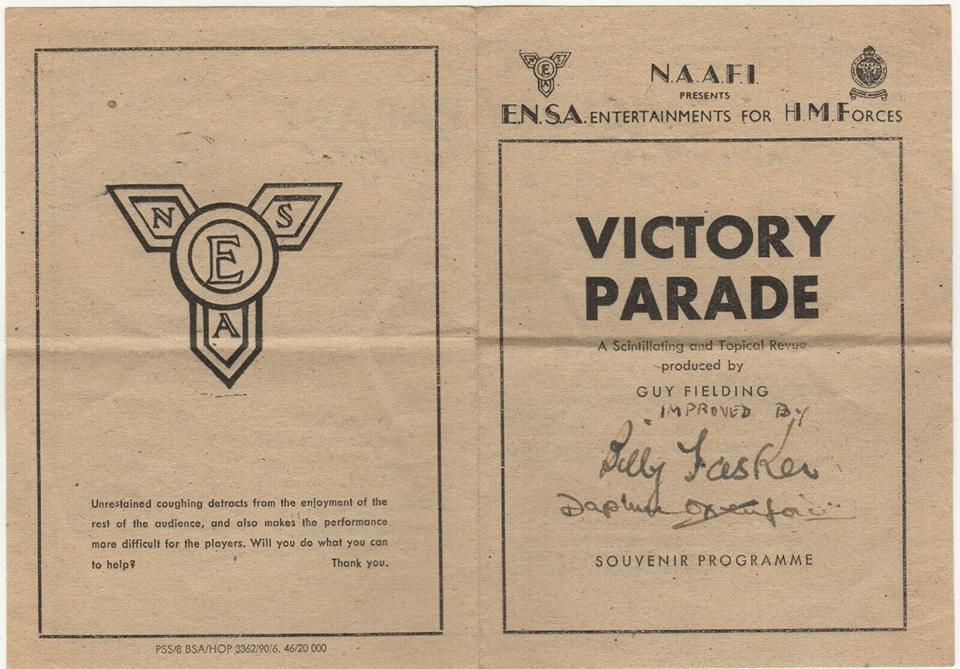 N S
E
A
Unrestained coughing detracts from the enjoyment of the
rest of the audience, and also makes the performance
more difficult for the players. Will you do what you can
to help? Thank you.
PSS/8 BSA/HOP 3362/90/6. 46/20 000
N S
E
A
N.A.A.F.I.
PRESENTS
E.N.S.A. ENTERTAINMENTS FOR H.M.FORCES
VICTORY
PARADE
A Scintillating and Topical Revue
produced by
GUY FIELDING
IMPROVED BY
Billy Fasken
Daphne
SOUVENIR PROGRAMME